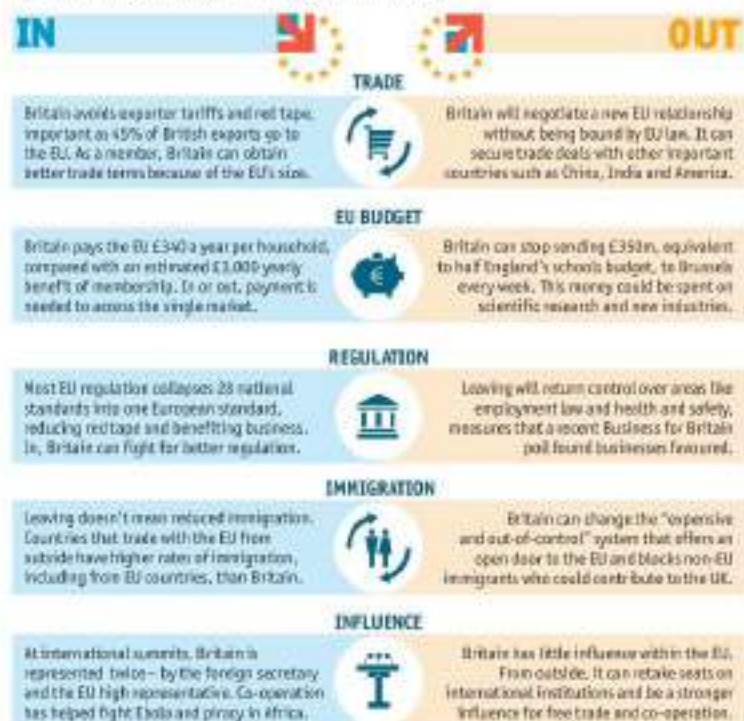 IN
OUT
TRADE
Britain avoids exporter tariffs and red tape,
important as 45% of British exports go to
the EU. As a member, Britain can obtain
better trade terms because of the EU's size.
Britain will negotiate a new EU relationship
without being bound by EU law. It can
secure trade deals with other important
countries such as China, India and America.
EU BUDGET
Britain pays the EU £340 a year per household,
compared with an estimated £3,000 yearly
benefit of membership. In or out, payment is
needed to access the single market.
€
Britain can stop sending £350m, equivalent
to half England's schools budget, to Brussels
every week. This money could be spent on
scientific research and new industries.
REGULATION
Most EU regulation collapses 28 national
standards into one European standard,
reducing red tape and benefiting business.
In, Britain can fight for better regulation.
Leaving will return control over areas like
employment law and health and safety,
measures that a recent Business for Britain
poll found businesses favoured.
IMMIGRATION
Leaving doesn't mean reduced immigration.
Countries that trade with the EU from
outside have higher rates of immigration,
including from EU countries, than Britain.
Britain can change the "expensive
and out-of-control" system that offers an
open door to the EU and blocks non-EU
immigrants who could contribute to the UK.
INFLUENCE
At international summits, Britain is
represented twice – by the foreign secretary
and the EU high representative. Co-operation
has helped fight Ebola and piracy in Africa.
Britain has little influence within the EU.
From outside, it can retake seats on
international institutions and be a stronger
influence for free trade and co-operation.